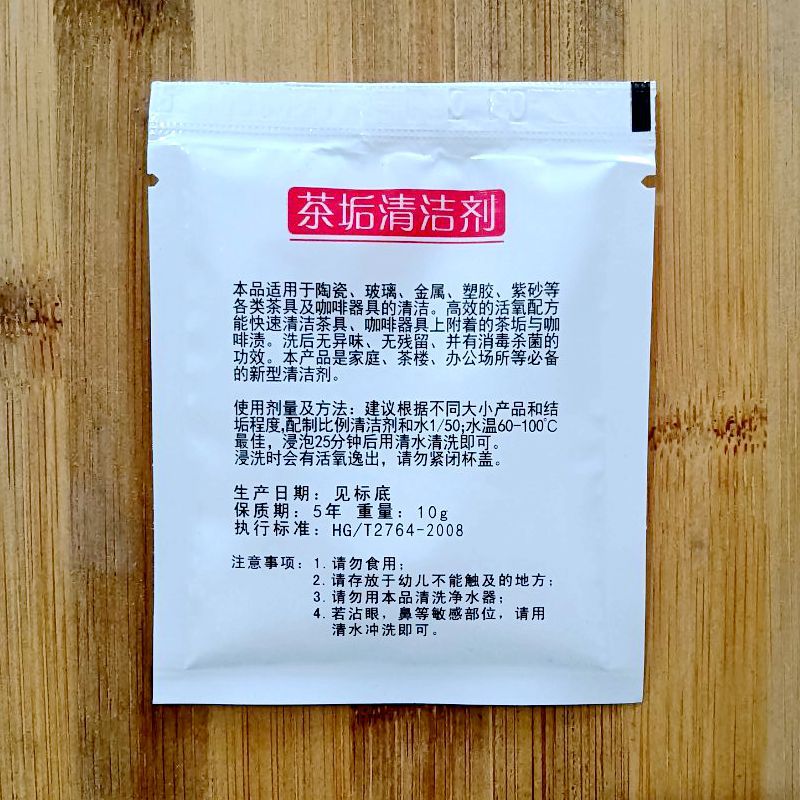 茶垢清洁剂
本品适用于陶瓷、玻璃、金属、塑胶、紫砂等
各类茶具及咖啡器具的清洁。高效的活氧配方
能快速清洁茶具、咖啡器具上附着的茶垢与咖
啡渍。洗后无异味、无残留、并有消毒杀菌的
功效。本产品是家庭、茶楼、办公场所等必备
的新型清洁剂。
使用剂量及方法：建议根据不同大小产品和结
垢程度,配制比例清洁剂和水1/50;水温60-100℃
最佳，浸泡25分钟后用清水清洗即可。
浸洗时会有活氧逸出，请勿紧闭杯盖。
生产日期：见标底
保质期：5年 重量：10g
执行标准：HG/T2764-2008
注意事项：1.请勿食用；
2.请存放于幼儿不能触及的地方；
3.请勿用本品清洗净水器；
4.若沾眼，鼻等敏感部位，请用
清水冲洗即可。